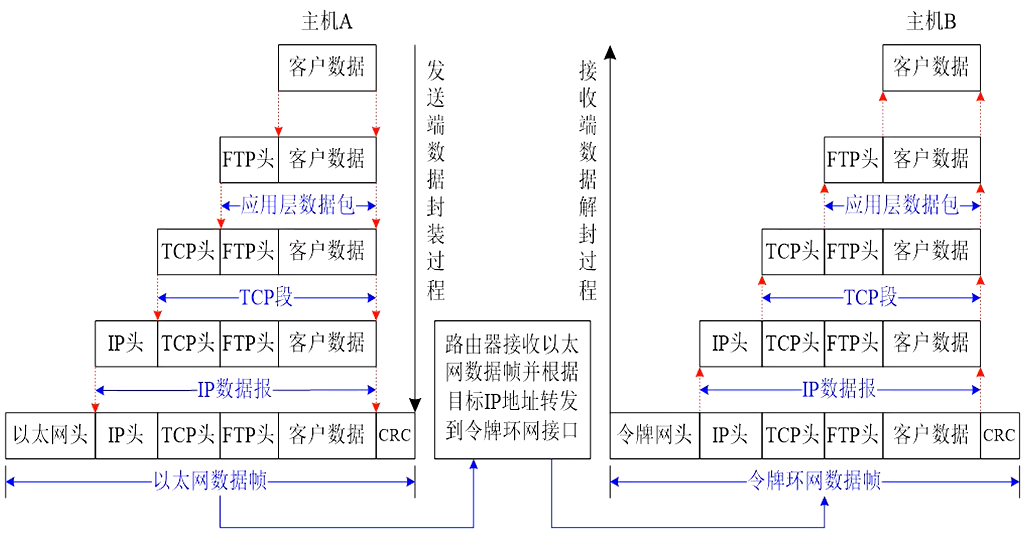 主机A
客户数据
FTP头 客户数据
应用层数据包
TCP头 FTP头 客户数据
TCP段
IP头 TCP头 FTP头 客户数据
IP数据报
以太网头 IP头 TCP头 FTP头 客户数据 CRC
以太网数据帧
发送端数据封装过程
路由器接收以太
网数据帧并根据
目标IP地址转发
到令牌环网接口
接收端数据解封过程
主机B
客户数据
FTP头 客户数据
应用层数据包
TCP头 FTP头 客户数据
TCP段
IP头 TCP头 FTP头 客户数据
IP数据报
令牌网头 IP头 TCP头 FTP头 客户数据 CRC
令牌环网数据帧